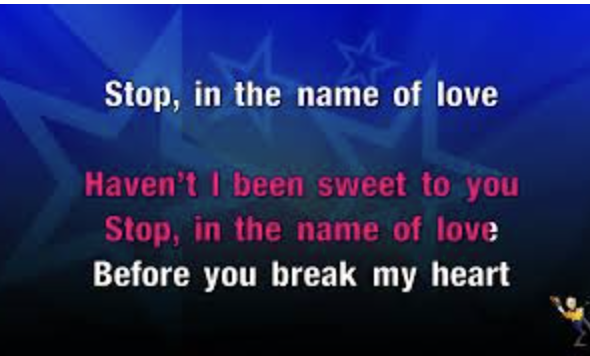 Stop, in the name of love
Haven't I been sweet to you
Stop, in the name of love
Before you break my heart